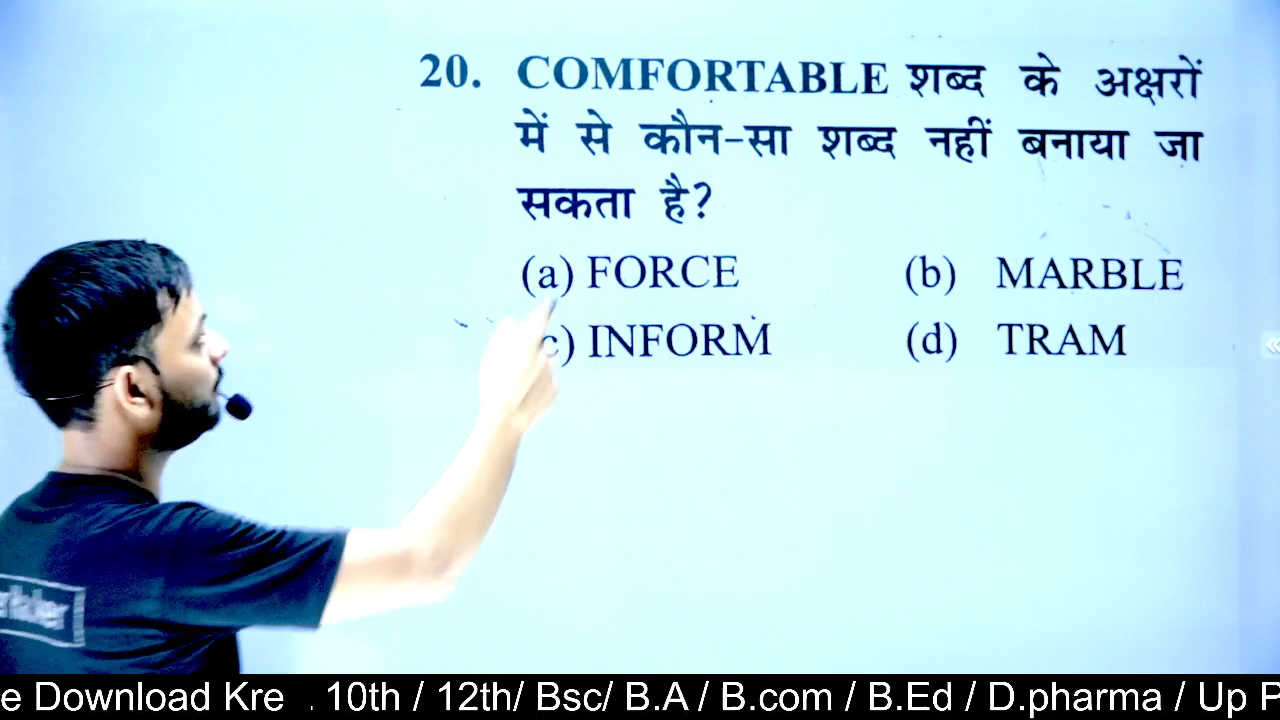 20. COMFORTABLE शब्द के अक्षरों
में से कौन-सा शब्द नहीं बनाया जा
सकता है?
(a) FORCE (b) MARBLE
c) INFORM (d) TRAM
e Download Kre . 10th / 12th/ Bsc/ B.A / B.com / B.Ed / D.pharma / Up P